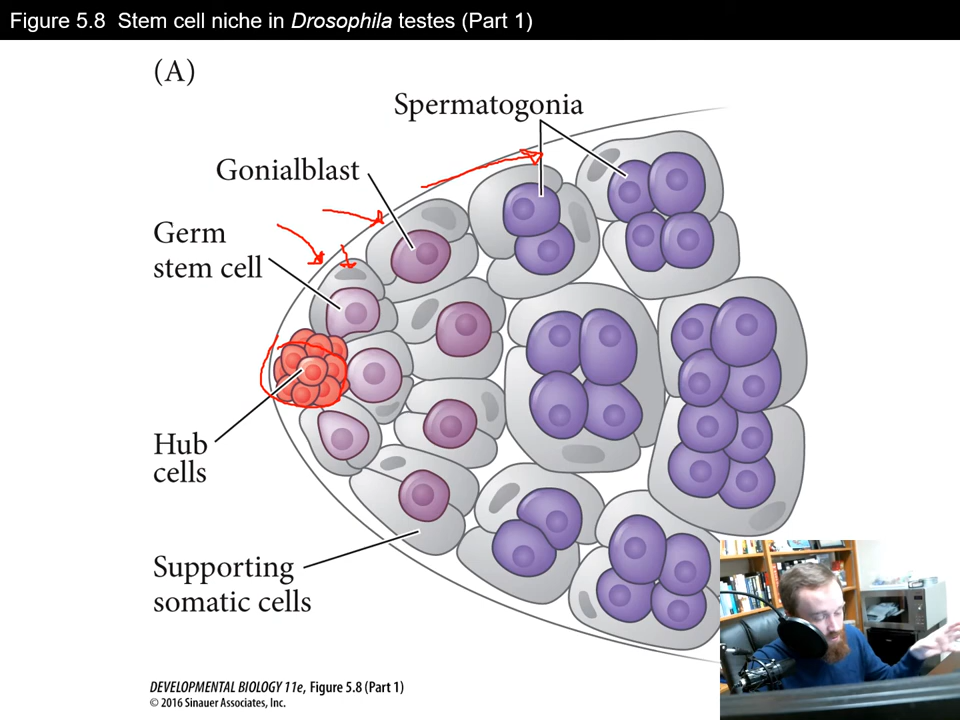 Figure 5.8 Stem cell niche in Drosophila testes (Part 1)
(A)
Spermatogonia
Gonialblast
Germ
stem cell
Hub
cells
Supporting
somatic cells
DEVELOPMENTAL BIOLOGY 11e, Figure 5.8 (Part 1)
© 2016 Sinauer Associates, Inc.